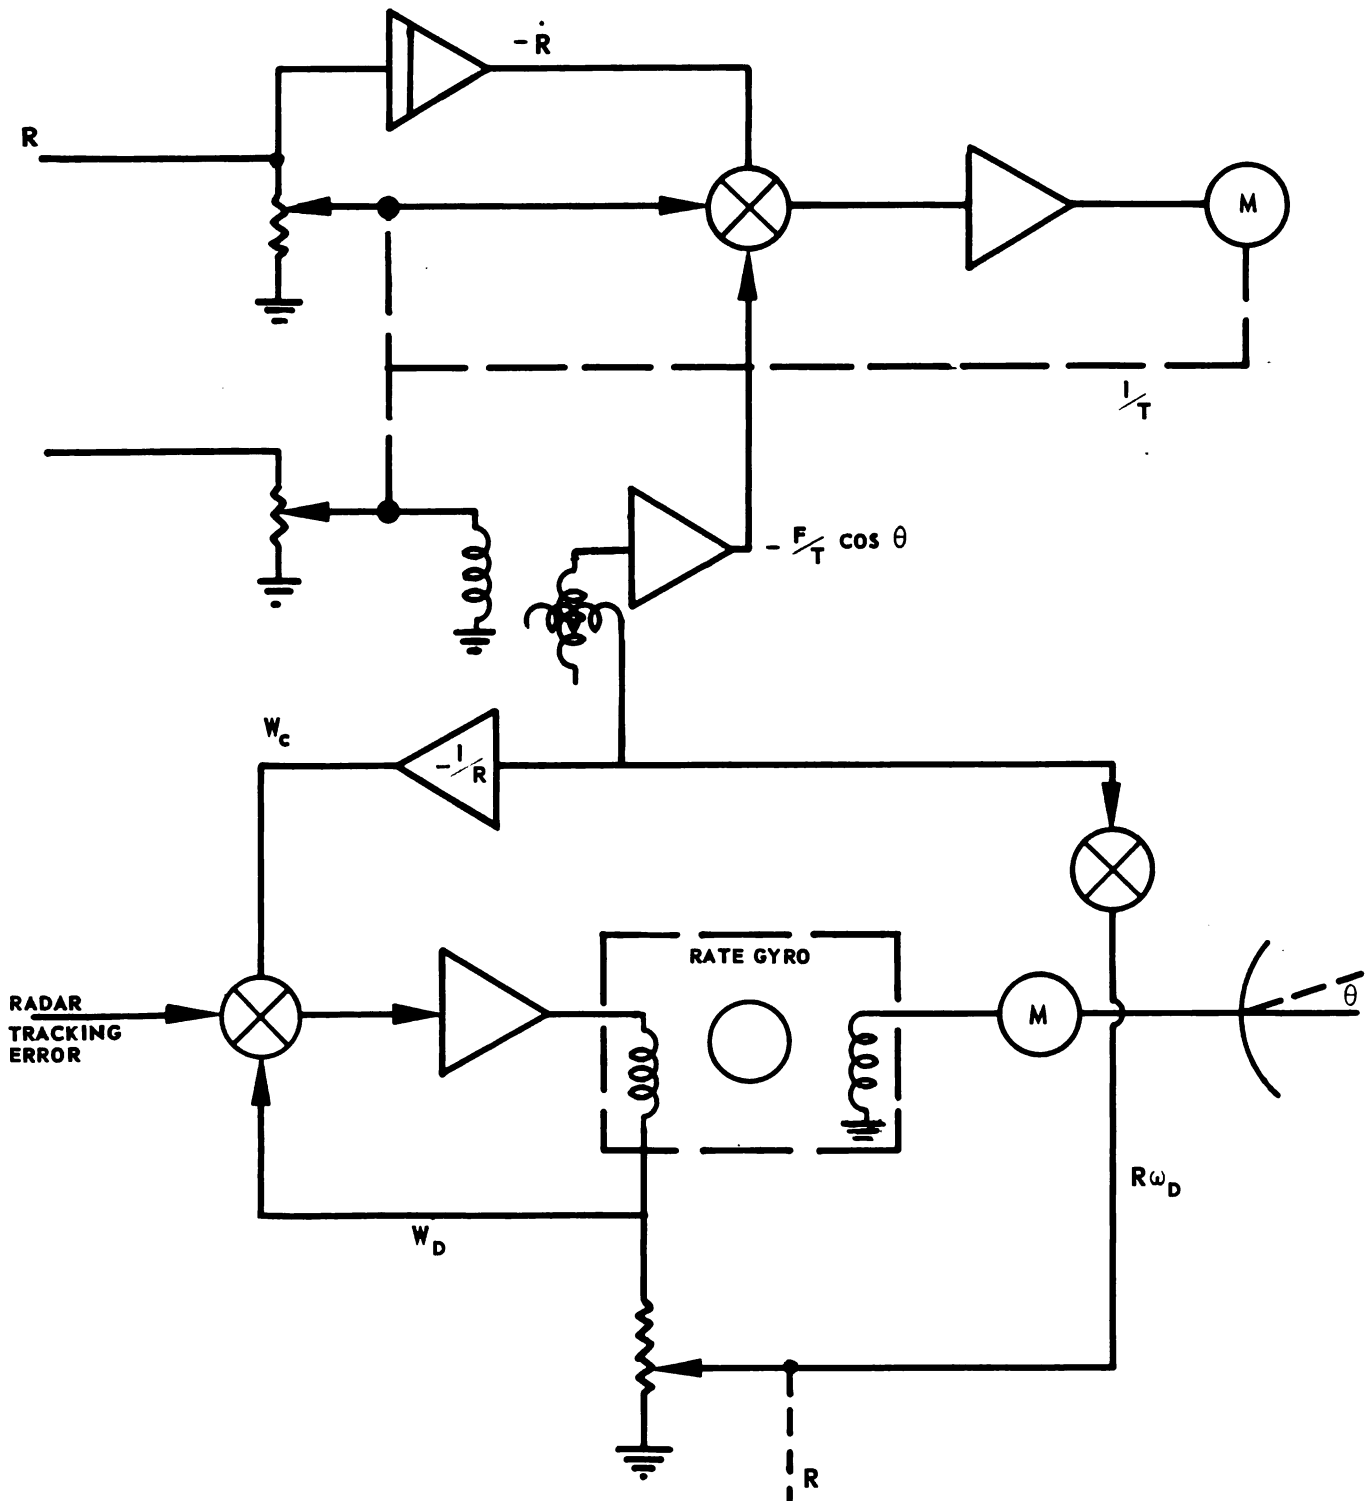 -Ṙ
R
M
1/T
- F/T COS θ
W_C
-1/R
RATE GYRO
RADAR
TRACKING
ERROR
M
θ
Rω_D
W_D
R